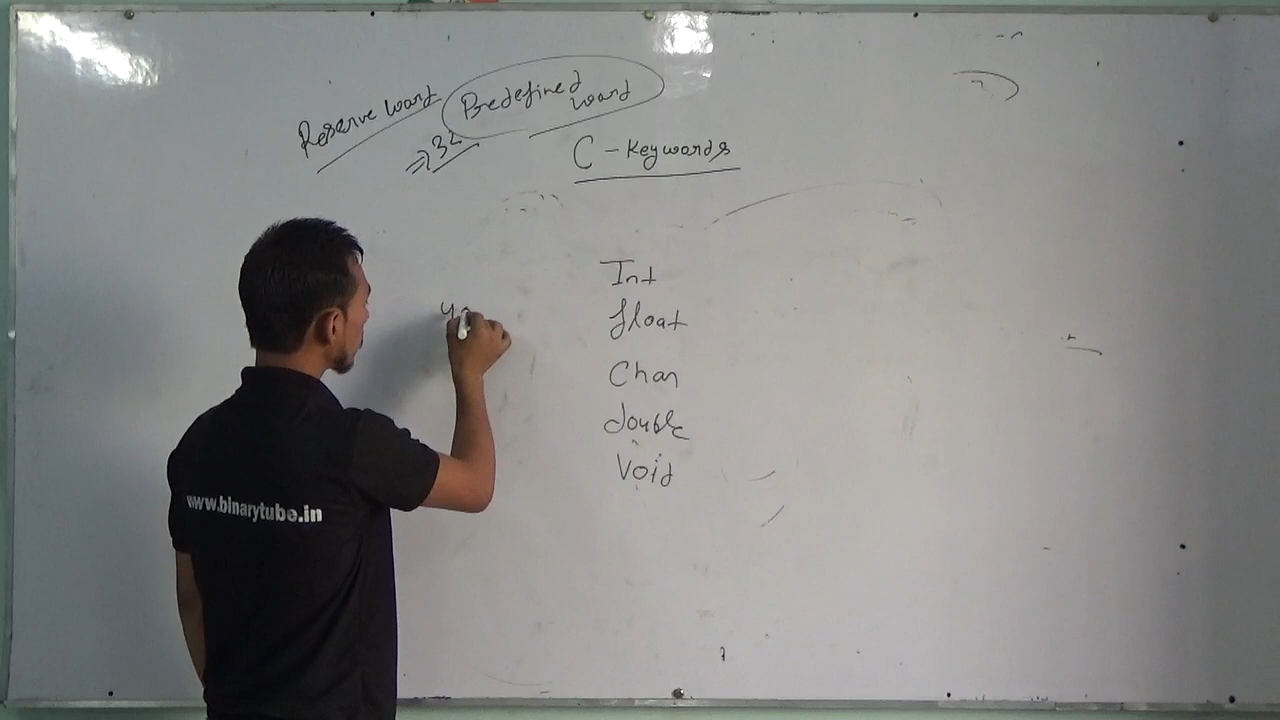 Reserve word
Predefined
word
=> 32
C - Keywords
Int
float
Char
double
Void
www.binarytube.in